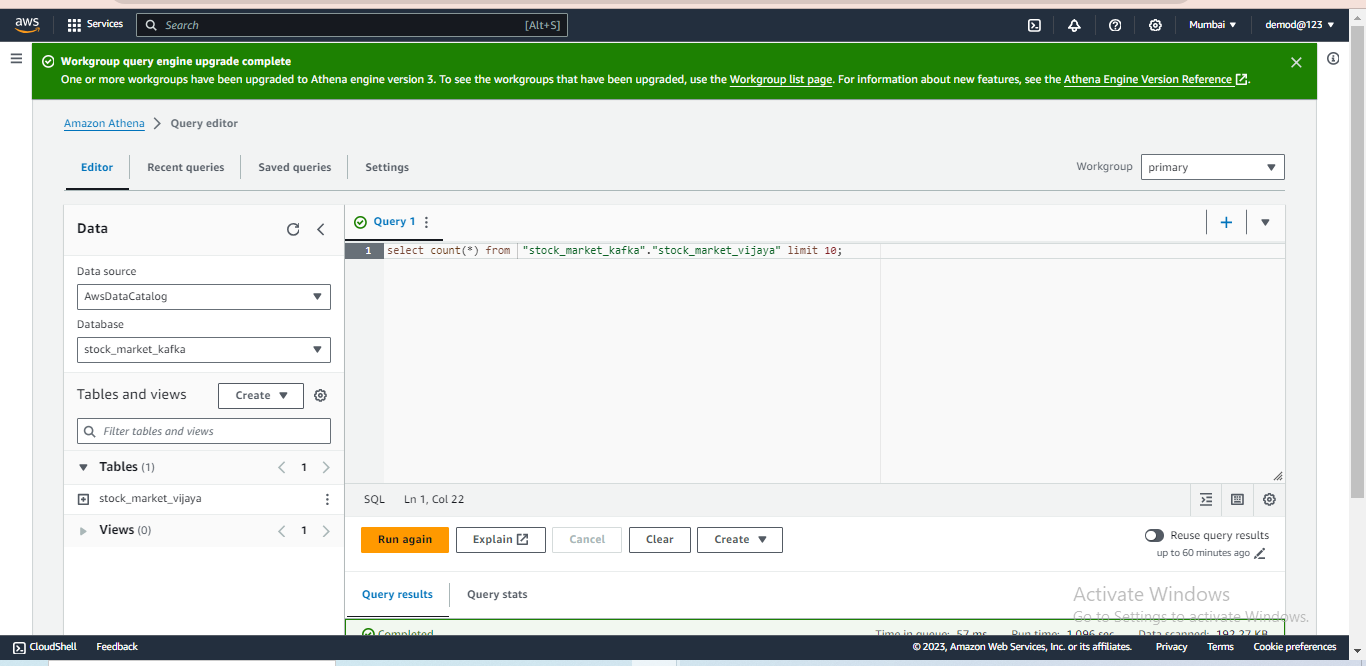 aws
Services
Search [Alt+S]
Mumbai
demod@123
Workgroup query engine upgrade complete
One or more workgroups have been upgraded to Athena engine version 3. To see the workgroups that have been upgraded, use the Workgroup list page. For information about new features, see the Athena Engine Version Reference.
Amazon Athena > Query editor
Editor
Recent queries
Saved queries
Settings
Workgroup
primary
Data
Query 1
1 select count(*) from "stock_market_kafka"."stock_market_vijaya" limit 10;
Data source
AwsDataCatalog
Database
stock_market_kafka
Tables and views
Create
Filter tables and views
Tables (1)
1
stock_market_vijaya
Views (0)
1
SQL
Ln 1, Col 22
Run again
Explain
Cancel
Clear
Create
Reuse query results
up to 60 minutes ago
Query results
Query stats
Activate Windows
Go to Settings to activate Windows.
Completed
Time in queue: 57 ms
Run time: 1.096 sec
Data scanned: 192.27 KB
CloudShell
Feedback
© 2023, Amazon Web Services, Inc. or its affiliates.
Privacy
Terms
Cookie preferences